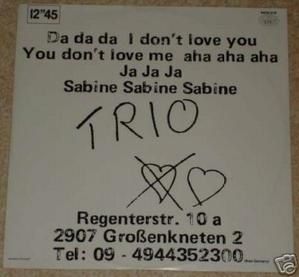 12"45
Da da da I don't love you
You don't love me aha aha aha
Ja Ja Ja
Sabine Sabine Sabine
TRIO
Regenterstr. 10 a
2907 Großenkneten 2
Tel: 09 - 4944352300